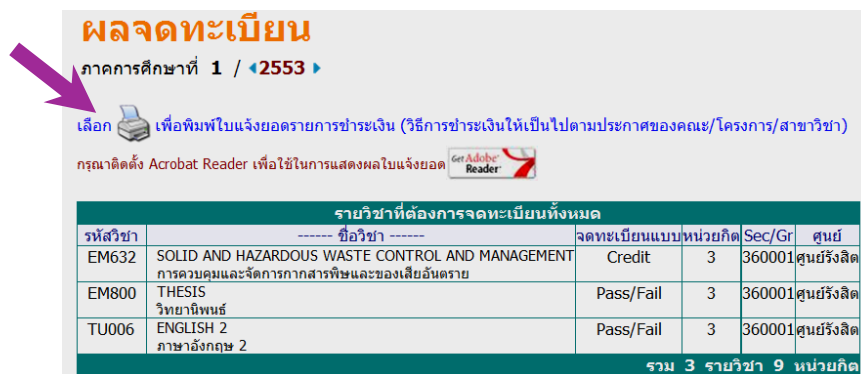 ผลจดทะเบียน
ภาคการศึกษาที่ 1 / 2553
เลือก เพื่อพิมพ์ใบแจ้งยอดรายการชำระเงิน (วิธีการชำระเงินให้เป็นไปตามประกาศของคณะ/โครงการ/สาขาวิชา)
กรุณาติดตั้ง Acrobat Reader เพื่อใช้ในการแสดงผลใบแจ้งยอด Get Adobe Reader
รายวิชาที่ต้องการจดทะเบียนทั้งหมด
รหัสวิชา ------ ชื่อวิชา ------ จดทะเบียนแบบ หน่วยกิต Sec/Gr ศูนย์
EM632 SOLID AND HAZARDOUS WASTE CONTROL AND MANAGEMENT Credit 3 360001 ศูนย์รังสิต
การควบคุมและจัดการกากสารพิษและของเสียอันตราย
EM800 THESIS Pass/Fail 3 360001 ศูนย์รังสิต
วิทยานิพนธ์
TU006 ENGLISH 2 Pass/Fail 3 360001 ศูนย์รังสิต
ภาษาอังกฤษ 2
รวม 3 รายวิชา 9 หน่วยกิต